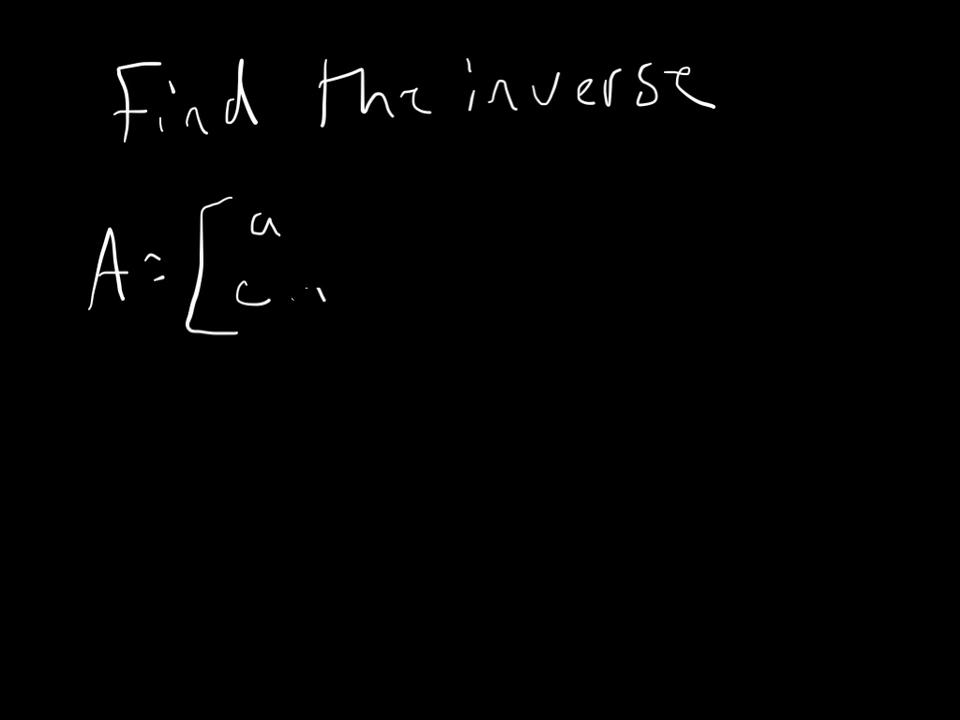 Find the inverse
A = [ a
c